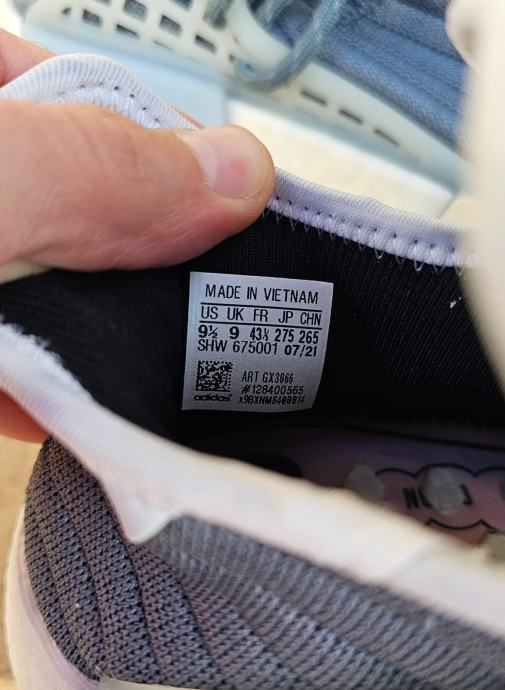 MADE IN VIETNAM
US UK FR JP CHN
9½ 9 43⅓ 275 265
SHW 675001 07/21
ART GX3866
#128400565
adidas